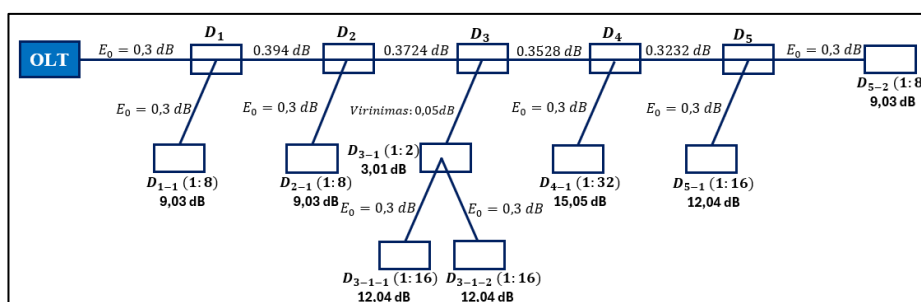 D₁ D₂ D₃ D₄ D₅
OLT E₀ = 0,3 dB 0.394 dB 0.3724 dB 0.3528 dB 0.3232 dB E₀ = 0,3 dB
D₅₋₂ (1:8
9,03 dB
E₀ = 0,3 dB E₀ = 0,3 dB Virinimas: 0,05dB E₀ = 0,3 dB E₀ = 0,3 dB
D₃₋₁ (1:2)
3,01 dB
D₁₋₁ (1:8)
9,03 dB
D₂₋₁ (1:8)
9,03 dB
D₄₋₁ (1:32)
15,05 dB
D₅₋₁ (1:16)
12,04 dB
E₀ = 0,3 dB E₀ = 0,3 dB
D₃₋₁₋₁ (1:16)
12,04 dB
D₃₋₁₋₂ (1:16)
12,04 dB